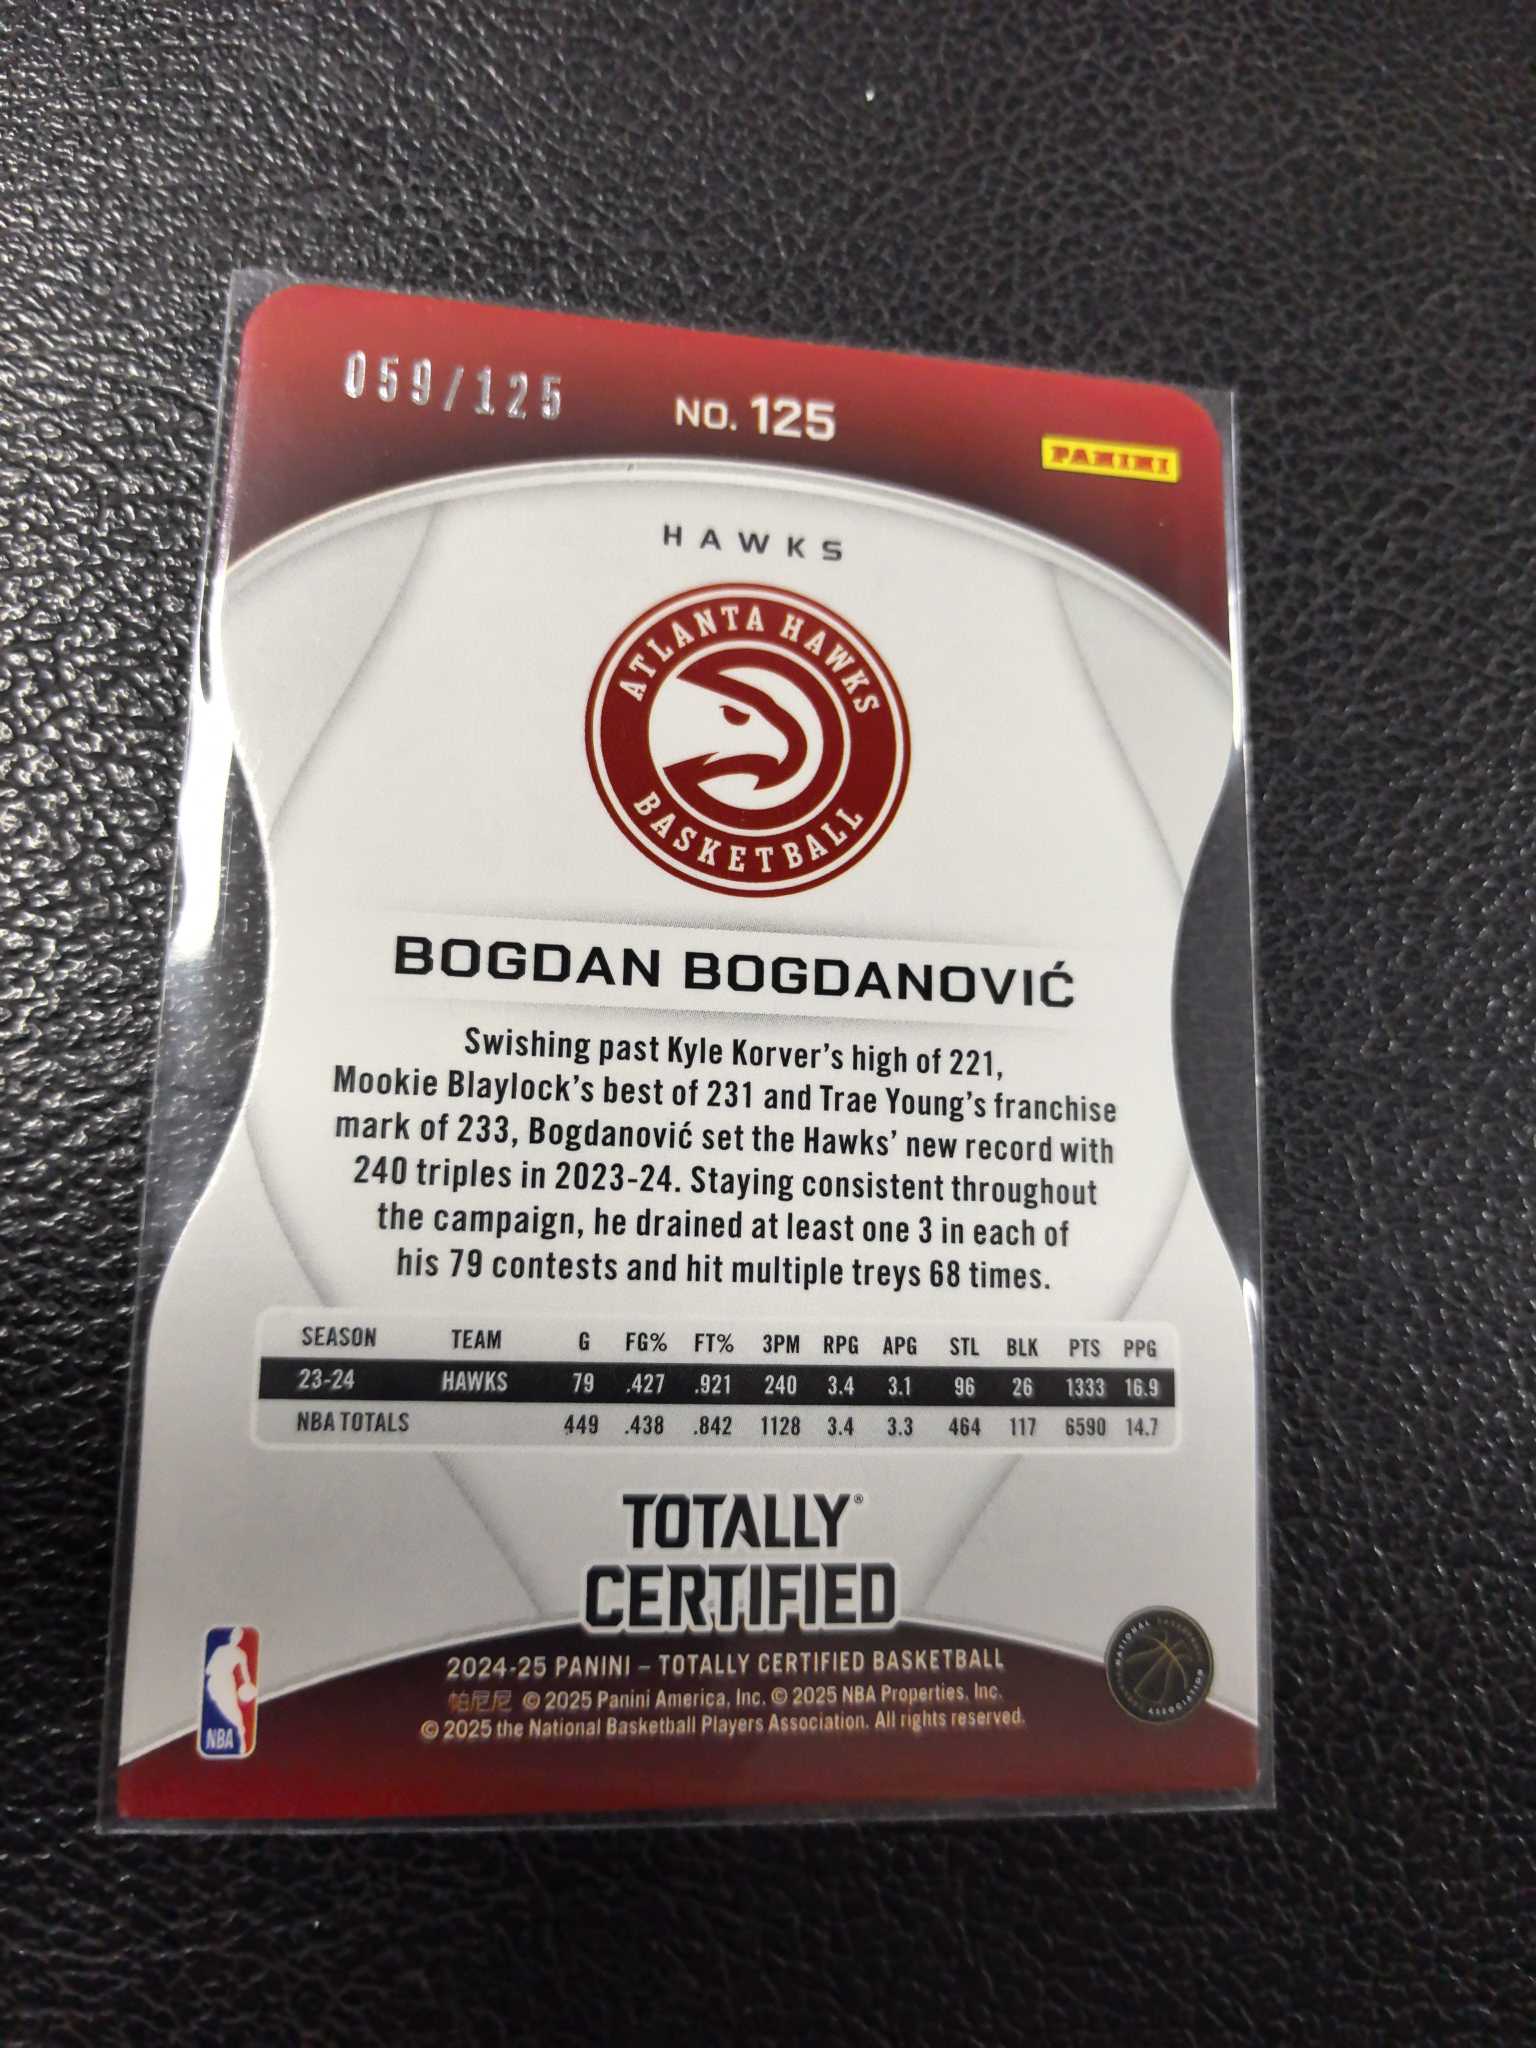 059/125
NO. 125
PANINI
HAWKS
ATLANTA HAWKS
BASKETBALL
BOGDAN BOGDANOVIĆ
Swishing past Kyle Korver's high of 221,
Mookie Blaylock's best of 231 and Trae Young's franchise
mark of 233, Bogdanović set the Hawks' new record with
240 triples in 2023-24. Staying consistent throughout
the campaign, he drained at least one 3 in each of
his 79 contests and hit multiple treys 68 times.
SEASON TEAM G FG% FT% 3PM RPG APG STL BLK PTS PPG
23-24 HAWKS 79 .427 .921 240 3.4 3.1 96 26 1333 16.9
NBA TOTALS 449 .438 .842 1128 3.4 3.3 464 117 6590 14.7
TOTALLY®
CERTIFIED
2024-25 PANINI – TOTALLY CERTIFIED BASKETBALL
帕尼尼 © 2025 Panini America, Inc. © 2025 NBA Properties, Inc.
© 2025 the National Basketball Players Association. All rights reserved.
NBA
NATIONAL BASKETBALL PLAYERS ASSOCIATION